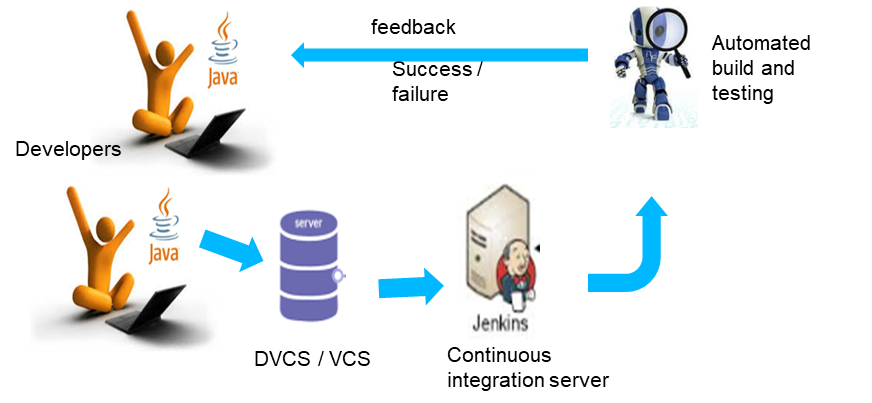 feedback
Success /
failure
Java
Automated
build and
testing
Developers
Java
server
DVCS / VCS
Jenkins
Continuous
integration server